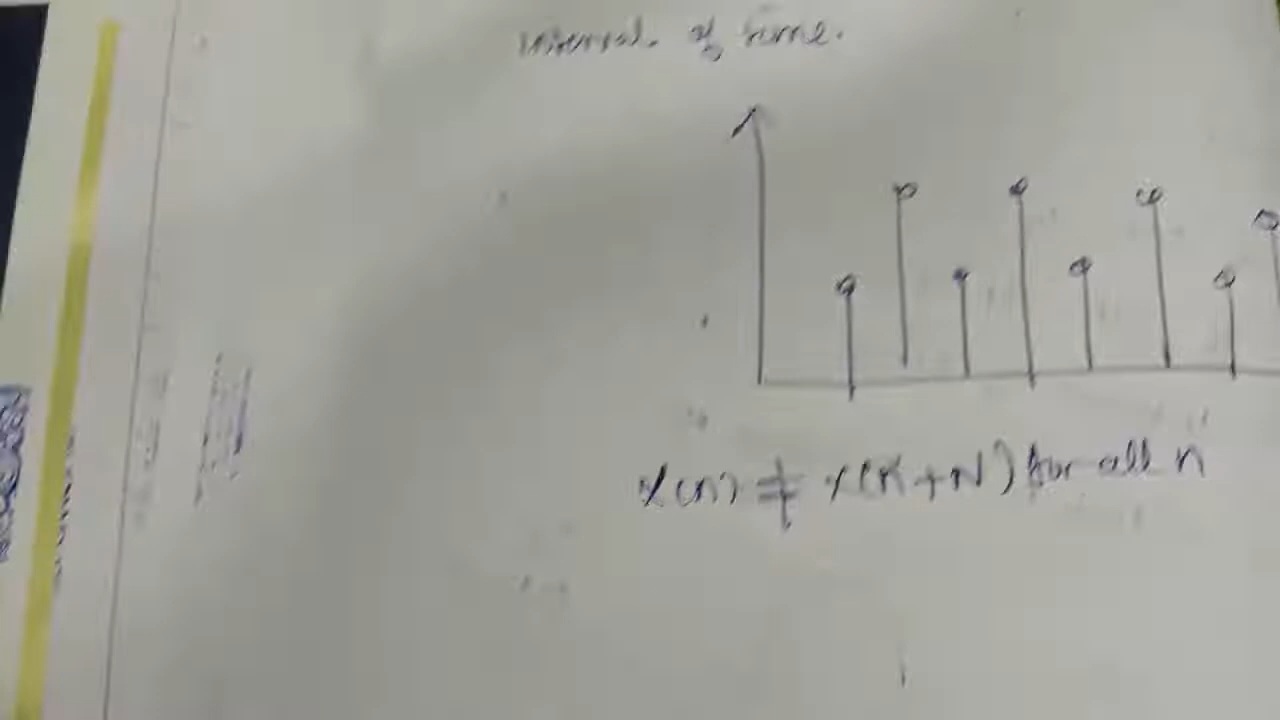 interval. of time.
x(n) ≠ x(n+N) for all n